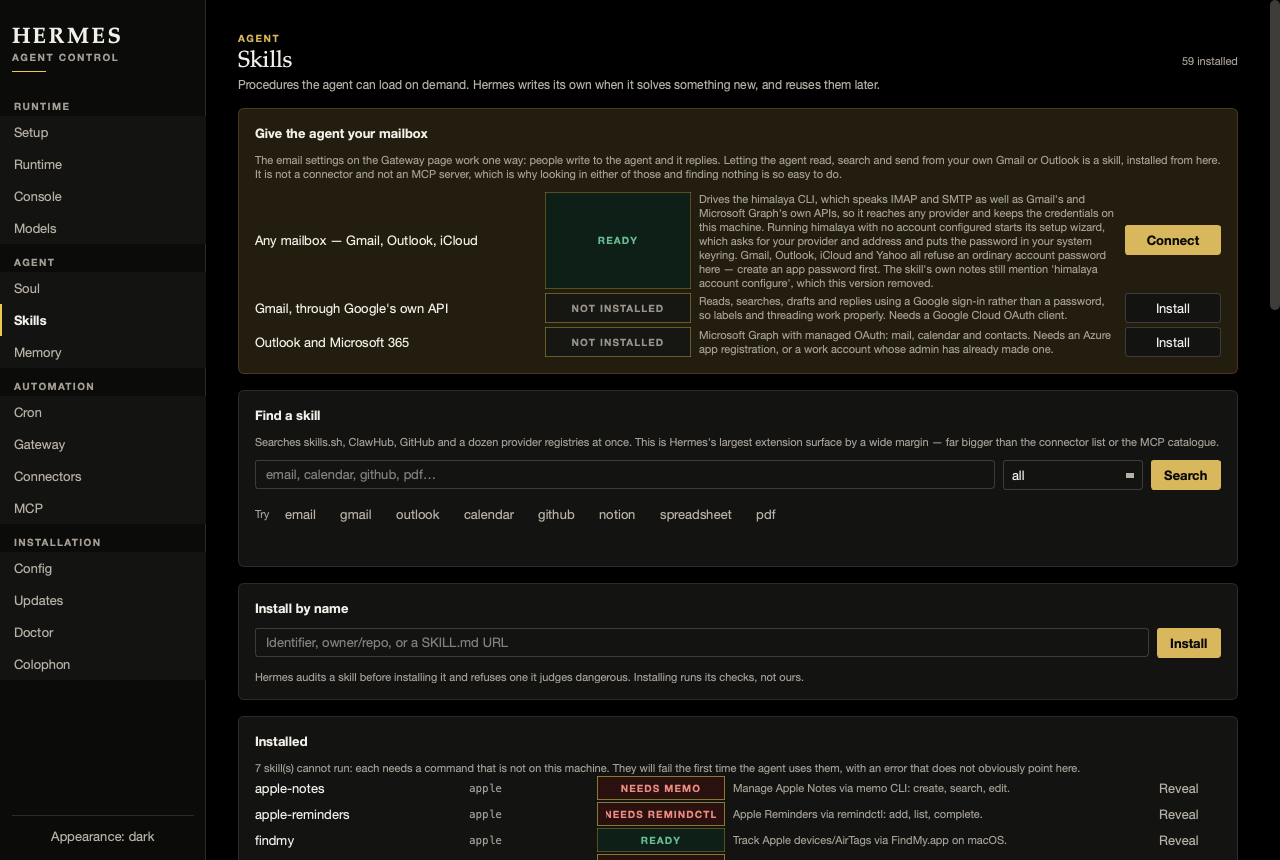 HERMES
AGENT CONTROL
RUNTIME
Setup
Runtime
Console
Models
AGENT
Soul
Skills
Memory
AUTOMATION
Cron
Gateway
Connectors
MCP
INSTALLATION
Config
Updates
Doctor
Colophon
Appearance: dark
AGENT
Skills
59 installed
Procedures the agent can load on demand. Hermes writes its own when it solves something new, and reuses them later.
Give the agent your mailbox
The email settings on the Gateway page work one way: people write to the agent and it replies. Letting the agent read, search and send from your own Gmail or Outlook is a skill, installed from here.
It is not a connector and not an MCP server, which is why looking in either of those and finding nothing is so easy to do.
Any mailbox — Gmail, Outlook, iCloud
READY
Drives the himalaya CLI, which speaks IMAP and SMTP as well as Gmail's and
Microsoft Graph's own APIs, so it reaches any provider and keeps the credentials on
this machine. Running himalaya with no account configured starts its setup wizard,
which asks for your provider and address and puts the password in your system
keyring. Gmail, Outlook, iCloud and Yahoo all refuse an ordinary account password
here — create an app password first. The skill's own notes still mention 'himalaya
account configure', which this version removed.
Connect
Gmail, through Google's own API
NOT INSTALLED
Reads, searches, drafts and replies using a Google sign-in rather than a password,
so labels and threading work properly. Needs a Google Cloud OAuth client.
Install
Outlook and Microsoft 365
NOT INSTALLED
Microsoft Graph with managed OAuth: mail, calendar and contacts. Needs an Azure
app registration, or a work account whose admin has already made one.
Install
Find a skill
Searches skills.sh, ClawHub, GitHub and a dozen provider registries at once. This is Hermes's largest extension surface by a wide margin — far bigger than the connector list or the MCP catalogue.
email, calendar, github, pdf…
all
Search
Try email gmail outlook calendar github notion spreadsheet pdf
Install by name
Identifier, owner/repo, or a SKILL.md URL
Install
Hermes audits a skill before installing it and refuses one it judges dangerous. Installing runs its checks, not ours.
Installed
7 skill(s) cannot run: each needs a command that is not on this machine. They will fail the first time the agent uses them, with an error that does not obviously point here.
apple-notes apple NEEDS MEMO Manage Apple Notes via memo CLI: create, search, edit. Reveal
apple-reminders apple NEEDS REMINDCTL Apple Reminders via remindctl: add, list, complete. Reveal
findmy apple READY Track Apple devices/AirTags via FindMy.app on macOS. Reveal